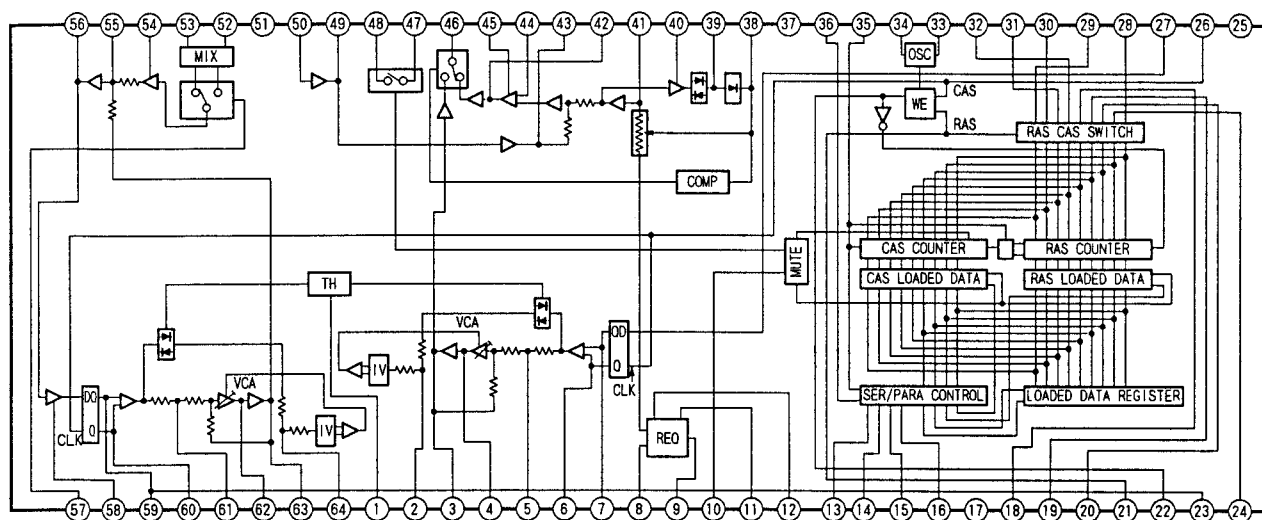 56 55 54 53 52 51 50 49 48 47 46 45 44 43 42 41 40 39 38 37 36 35 34 33 32 31 30 29 28 27 26 25
MIX
OSC
CAS
WE
RAS
RAS CAS SWITCH
COMP
MUTE
CAS COUNTER
RAS COUNTER
CAS LOADED DATA
RAS LOADED DATA
TH
VCA
QD
Q
CLK
IV
VCA
DO
Q
CLK
IV
REQ
SER/PARA CONTROL
LOADED DATA REGISTER
57 58 59 60 61 62 63 64 1 2 3 4 5 6 7 8 9 10 11 12 13 14 15 16 17 18 19 20 21 22 23 24